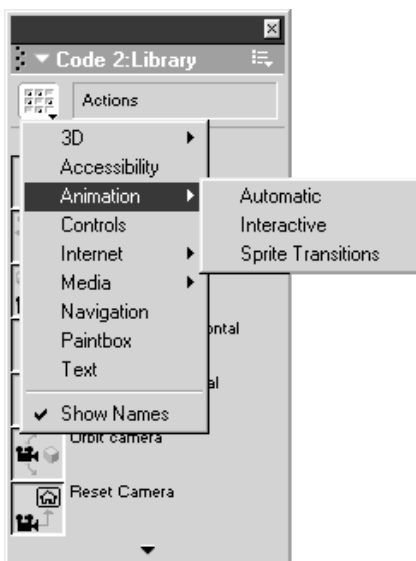 Code 2:Library
Actions
3D
Accessibility
Animation
Automatic
Controls
Interactive
Internet
Sprite Transitions
Media
Navigation
Paintbox
Text
Show Names
Orbit camera
Reset Camera